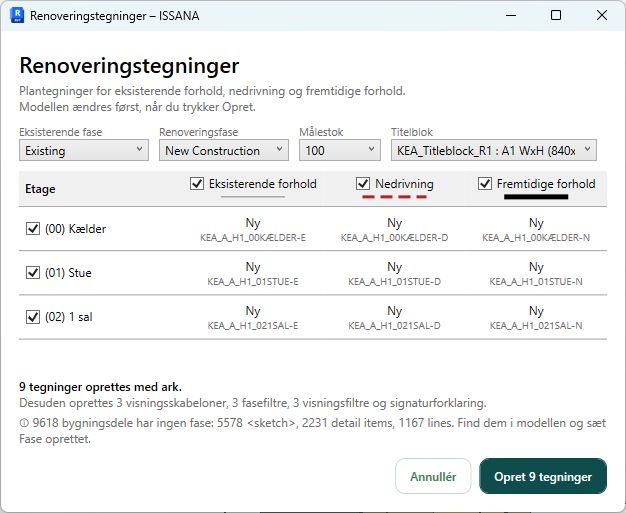 Renoveringstegninger – ISSANA
Renoveringstegninger
Plantegninger for eksisterende forhold, nedrivning og fremtidige forhold.
Modellen ændres først, når du trykker Opret.
Eksisterende fase Renoveringsfase Målestok Titelblok
Existing New Construction 100 KEA_Titleblock_R1 : A1 WxH (840x
Etage Eksisterende forhold Nedrivning Fremtidige forhold
(00) Kælder Ny Ny Ny
KEA_A_H1_00KÆLDER-E KEA_A_H1_00KÆLDER-D KEA_A_H1_00KÆLDER-N
(01) Stue Ny Ny Ny
KEA_A_H1_01STUE-E KEA_A_H1_01STUE-D KEA_A_H1_01STUE-N
(02) 1 sal Ny Ny Ny
KEA_A_H1_021SAL-E KEA_A_H1_021SAL-D KEA_A_H1_021SAL-N
9 tegninger oprettes med ark.
Desuden oprettes 3 visningsskabeloner, 3 fasefiltre, 3 visningsfiltre og signaturforklaring.
9618 bygningsdele har ingen fase: 5578 <sketch>, 2231 detail items, 1167 lines. Find dem i modellen og sæt
Fase oprettet.
Annullér Opret 9 tegninger